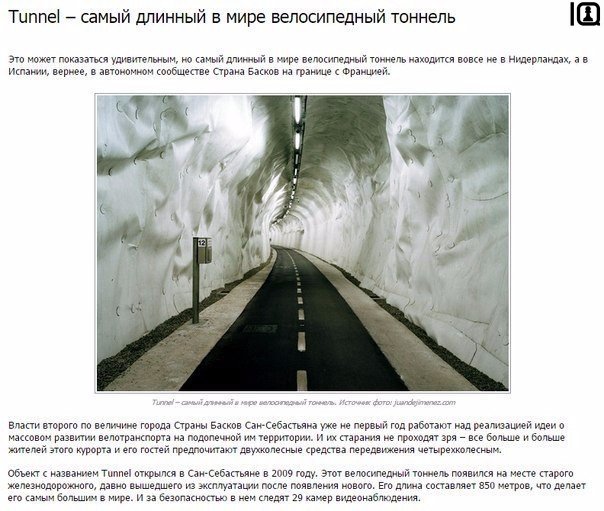 Tunnel – самый длинный в мире велосипедный тоннель
IQ
Это может показаться удивительным, но самый длинный в мире велосипедный тоннель находится вовсе не в Нидерландах, а в
Испании, вернее, в автономном сообществе Страна Басков на границе с Францией.
12
Tunnel – самый длинный в мире велосипедный тоннель. Источник фото: juandejimenez.com
Власти второго по величине города Страны Басков Сан-Себастьяна уже не первый год работают над реализацией идеи о
массовом развитии велотранспорта на подопечной им территории. И их старания не проходят зря – все больше и больше
жителей этого курорта и его гостей предпочитают двухколесные средства передвижения четырехколесным.
Объект с названием Tunnel открылся в Сан-Себастьяне в 2009 году. Этот велосипедный тоннель появился на месте старого
железнодорожного, давно вышедшего из эксплуатации после появления нового. Его длина составляет 850 метров, что делает
его самым большим в мире. И за безопасностью в нем следят 29 камер видеонаблюдения.